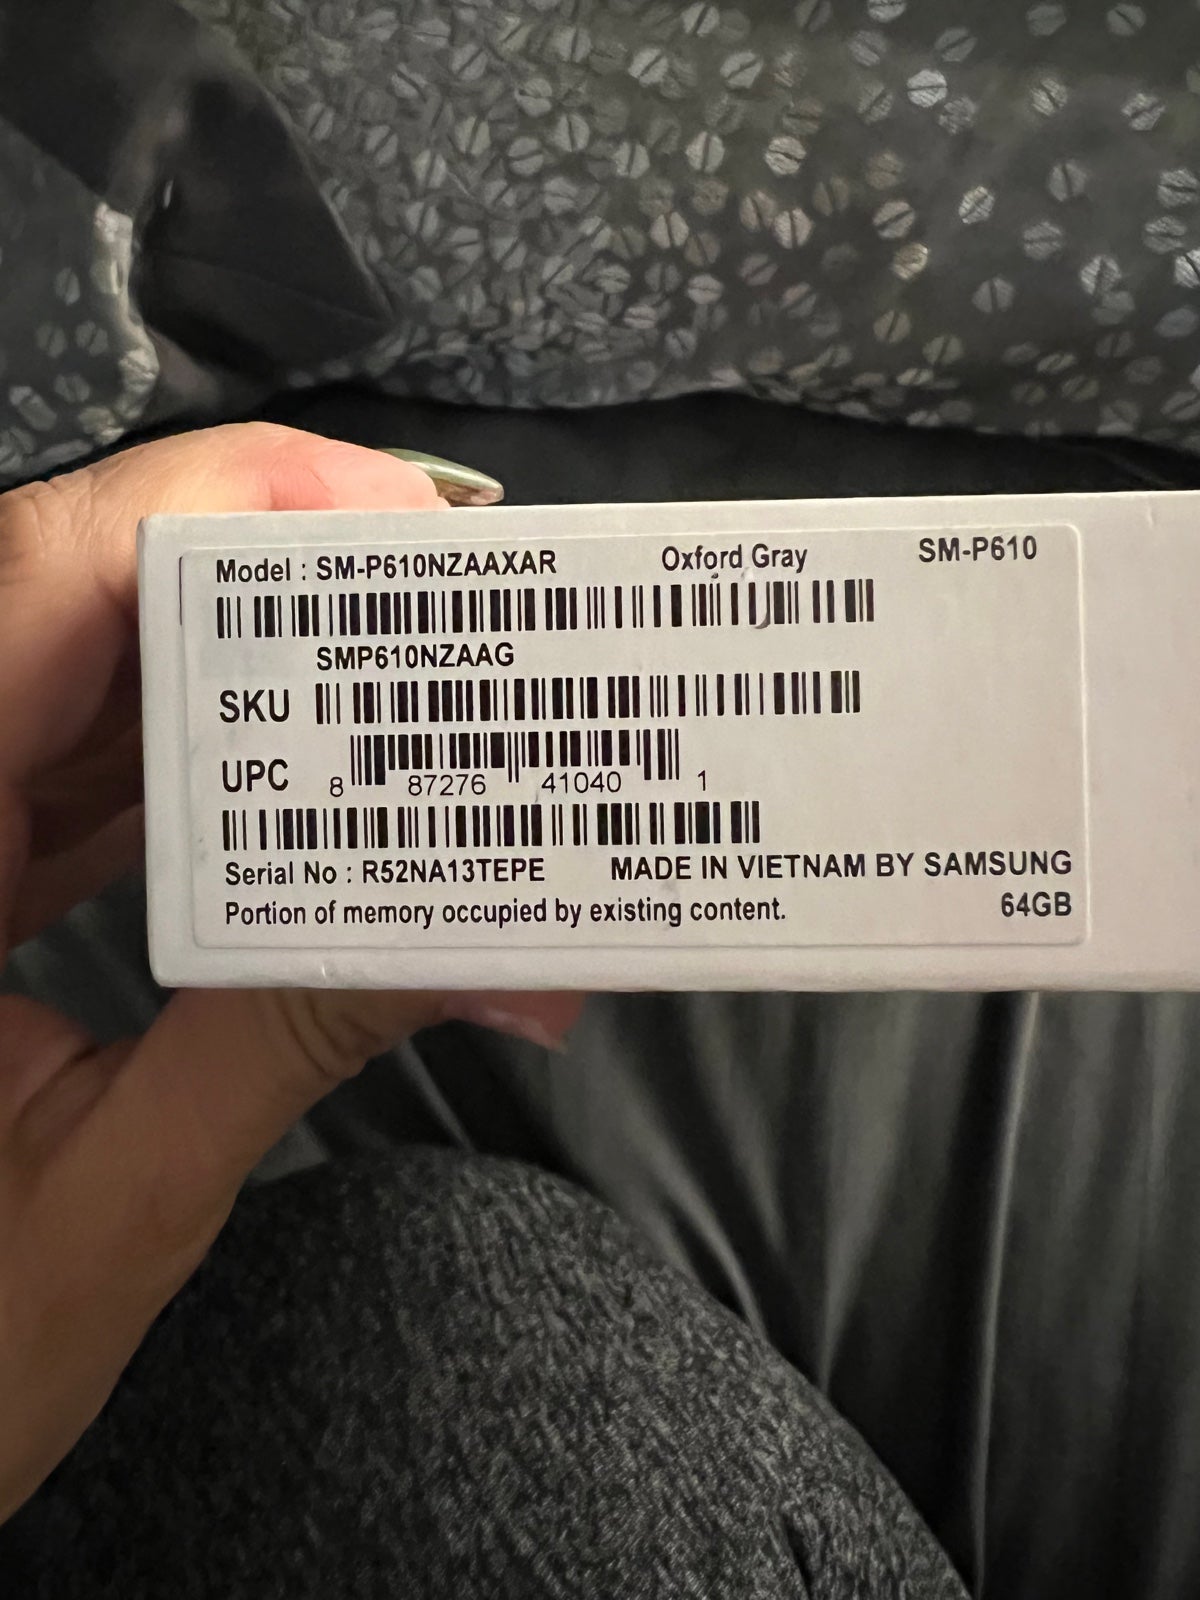 Model : SM-P610NZAAXAR Oxford Gray SM-P610
SMP610NZAAG
SKU
UPC 8 87276 41040 1
Serial No : R52NA13TEPE MADE IN VIETNAM BY SAMSUNG
Portion of memory occupied by existing content. 64GB